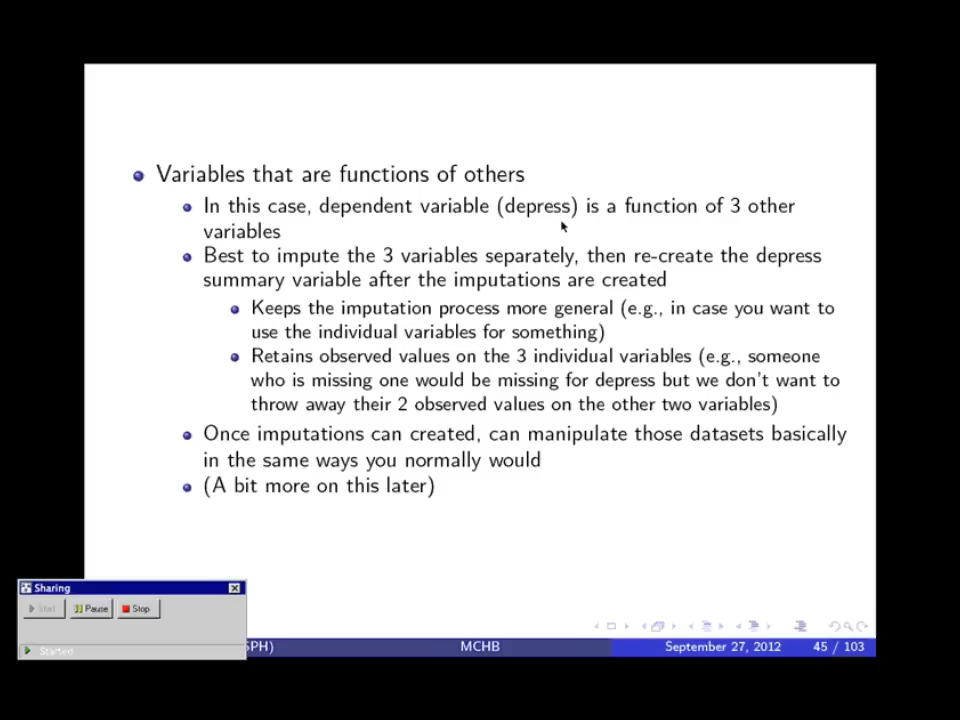 Variables that are functions of others
In this case, dependent variable (depress) is a function of 3 other
variables
Best to impute the 3 variables separately, then re-create the depress
summary variable after the imputations are created
Keeps the imputation process more general (e.g., in case you want to
use the individual variables for something)
Retains observed values on the 3 individual variables (e.g., someone
who is missing one would be missing for depress but we don't want to
throw away their 2 observed values on the other two variables)
Once imputations can created, can manipulate those datasets basically
in the same ways you normally would
(A bit more on this later)
Sharing
Start Pause Stop
Started
SPH) MCHB September 27, 2012 45 / 103